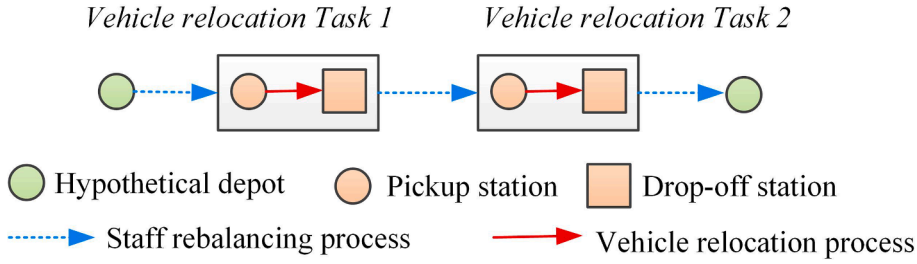 Vehicle relocation Task 1 Vehicle relocation Task 2
Hypothetical depot Pickup station Drop-off station
Staff rebalancing process Vehicle relocation process